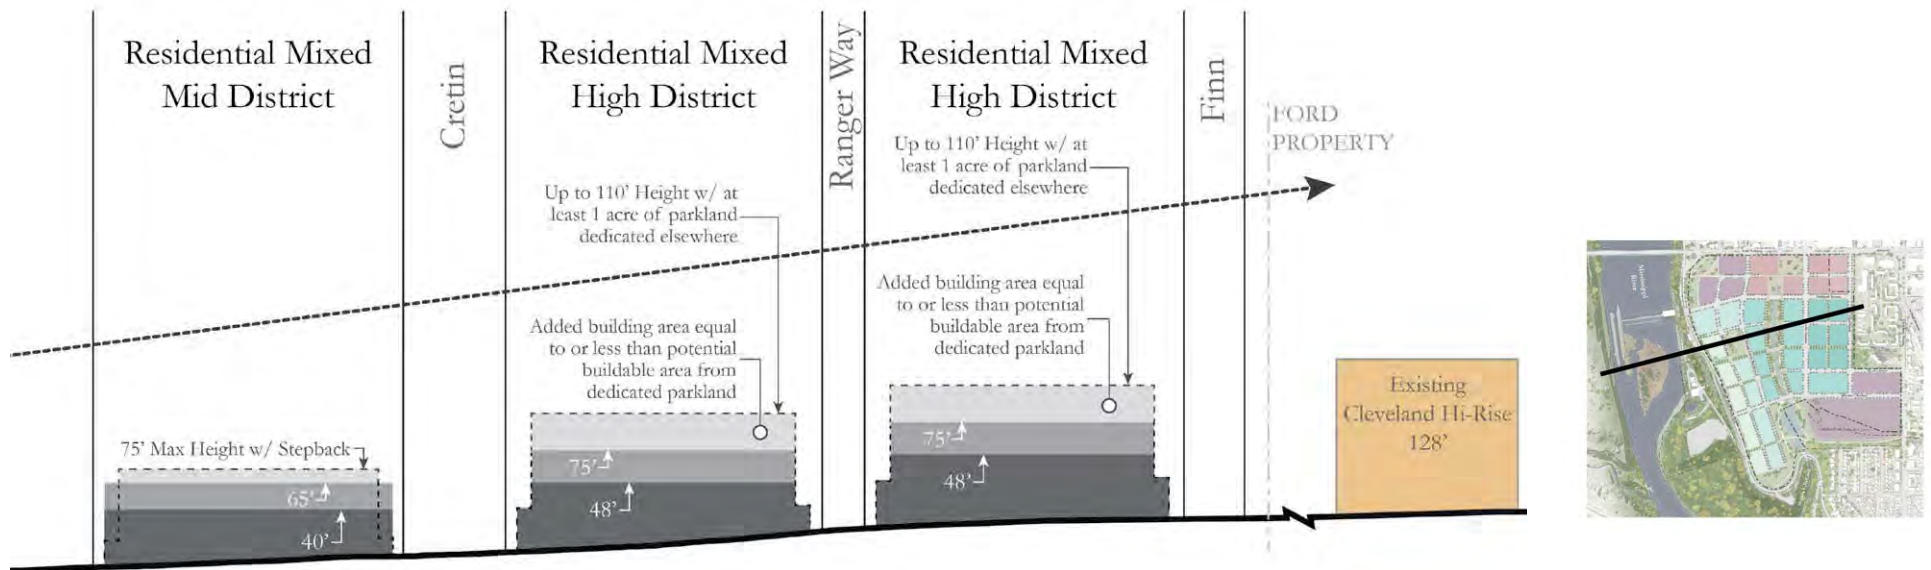 Residential Mixed
Mid District
Cretin
Residential Mixed
High District
Ranger Way
Residential Mixed
High District
Finn
FORD
PROPERTY
Up to 110' Height w/ at
least 1 acre of parkland
dedicated elsewhere
Up to 110' Height w/ at
least 1 acre of parkland
dedicated elsewhere
Added building area equal
to or less than potential
buildable area from
dedicated parkland
Added building area equal
to or less than potential
buildable area from
dedicated parkland
75' Max Height w/ Stepback
65'
40'
75'
48'
75'
48'
Existing
Cleveland Hi-Rise
128'
Mississippi
River